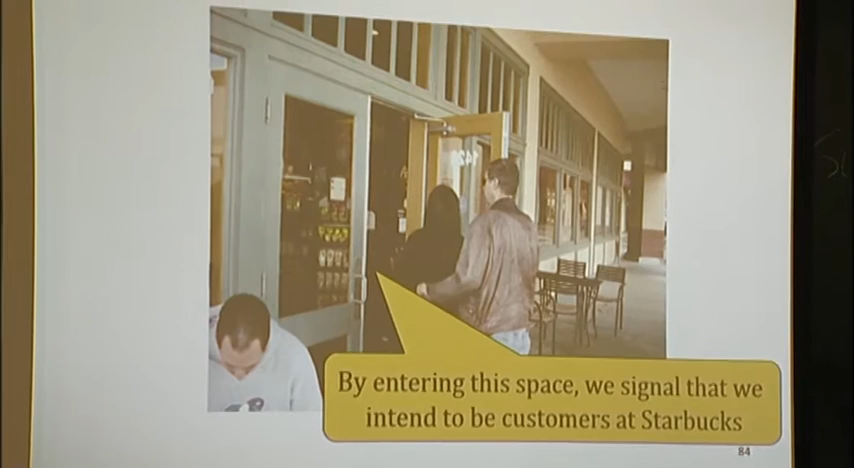 By entering this space, we signal that we
intend to be customers at Starbucks
84